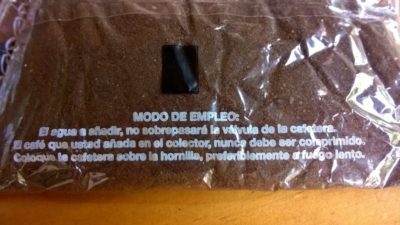 MODO DE EMPLEO:
El agua a añadir, no sobrepasará la válvula de la cafetera.
El café que usted añada en el colector, nunca debe ser comprimido.
Coloque la cafetera sobre la hornilla, preferiblemente a fuego lento.